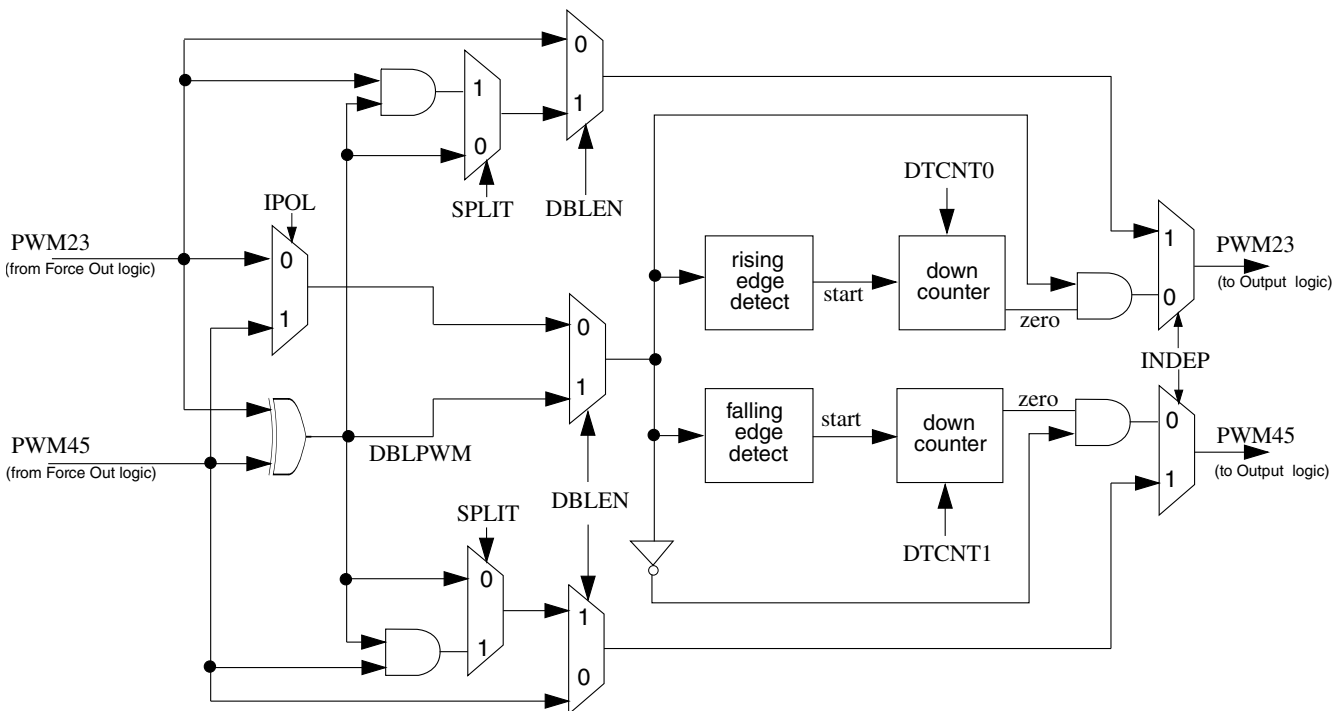 0
1
1
0
SPLIT
DBLEN
DTCNT0
IPOL
PWM23
(from Force Out logic)
0
1
rising
edge
detect
start
down
counter
zero
1
0
PWM23
(to Output logic)
0
1
INDEP
DBLPWM
PWM45
(from Force Out logic)
falling
edge
detect
start
down
counter
zero
0
1
PWM45
(to Output logic)
DBLEN
SPLIT
DTCNT1
0
1
1
0